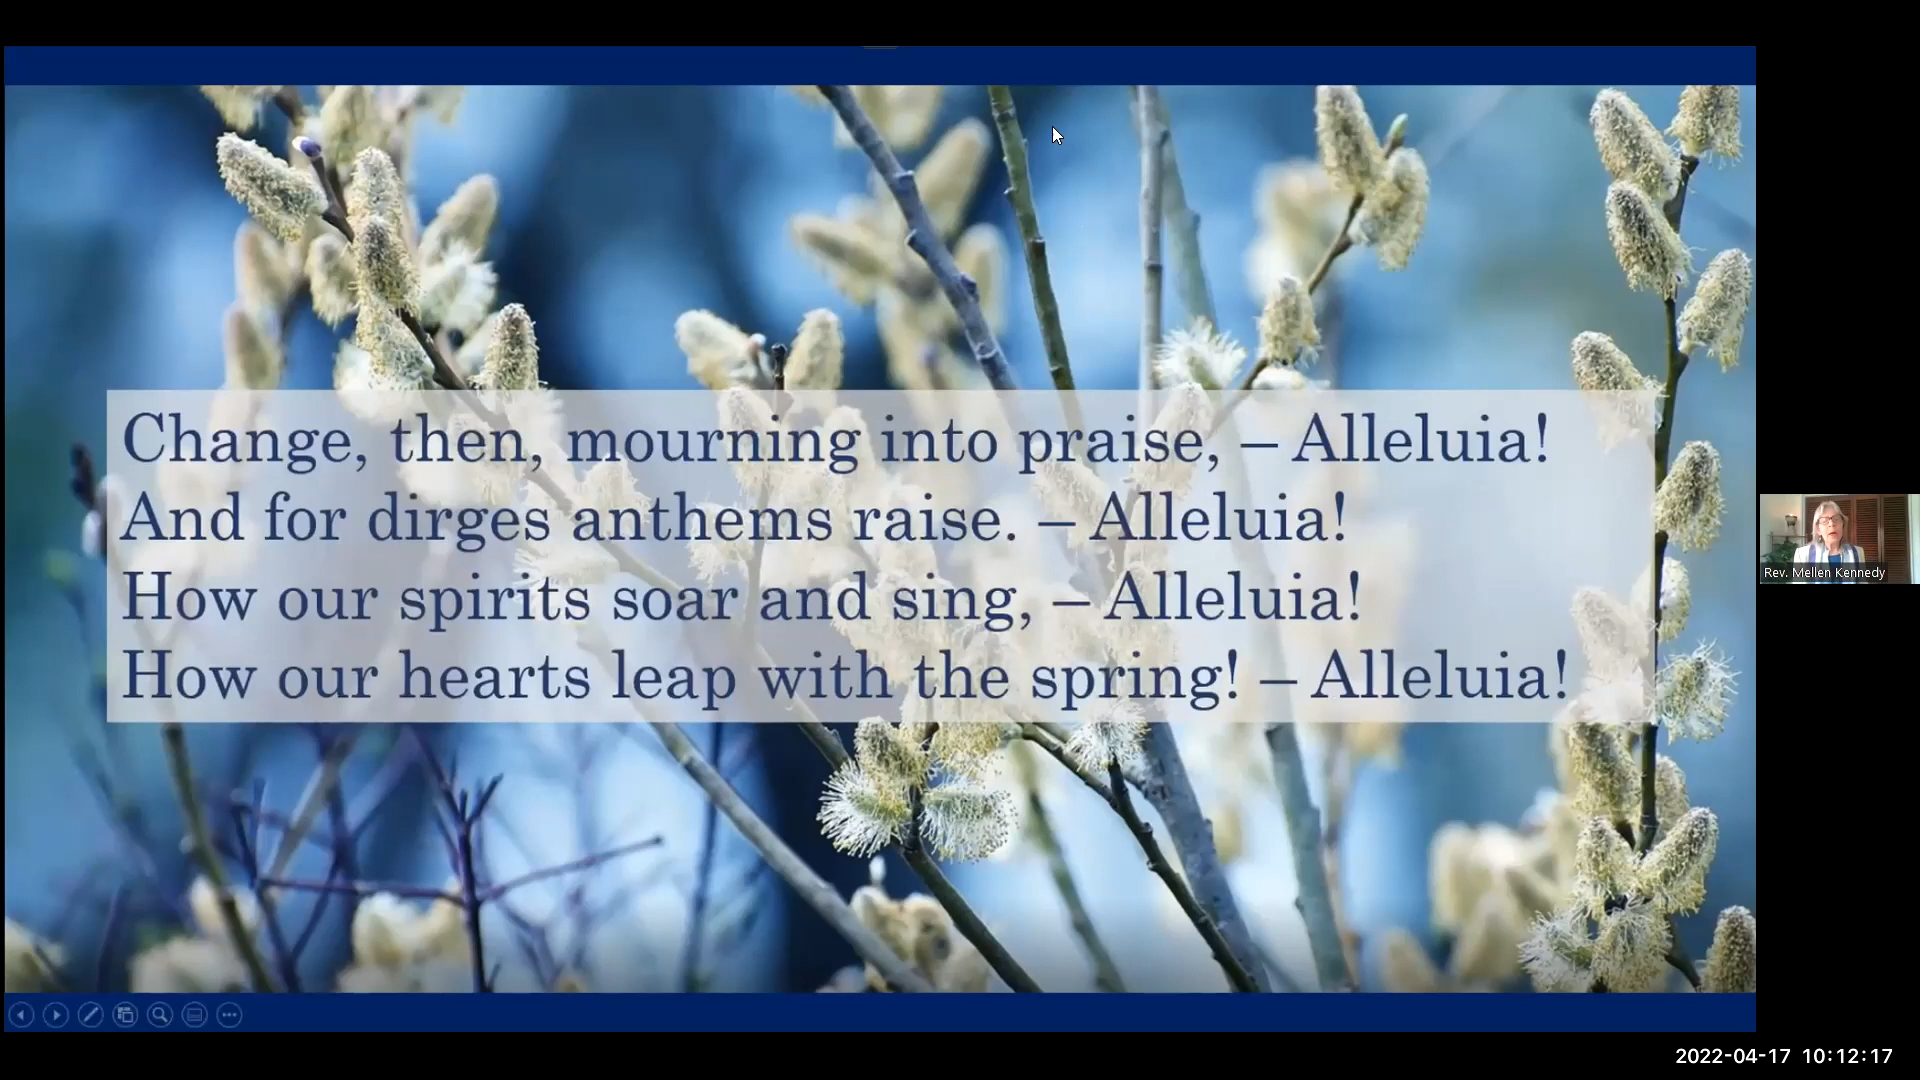 Change, then, mourning into praise, – Alleluia!
And for dirges anthems raise. – Alleluia!
How our spirits soar and sing, – Alleluia!
How our hearts leap with the spring! – Alleluia!
Rev. Mellen Kennedy
2022-04-17 10:12:17